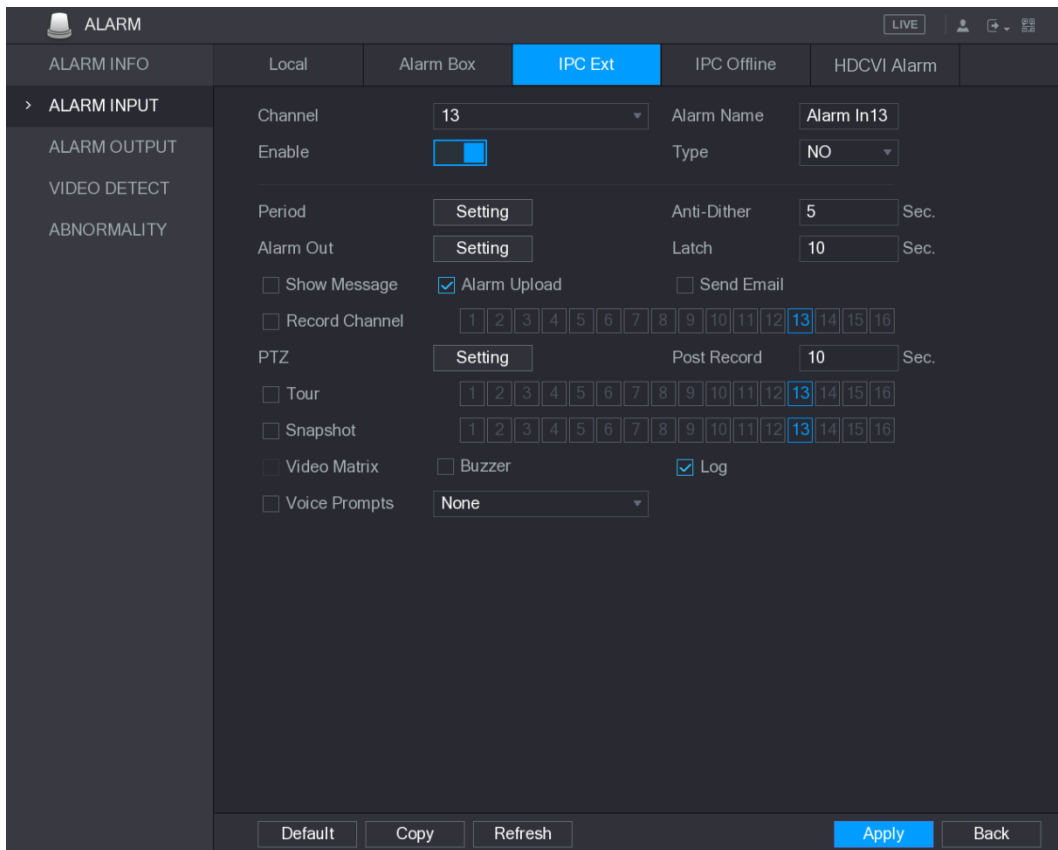 ALARM LIVE
ALARM INFO
ALARM INPUT
ALARM OUTPUT
VIDEO DETECT
ABNORMALITY
Local Alarm Box IPC Ext IPC Offline HDCVI Alarm
Channel 13 Alarm Name Alarm In13
Enable Type NO
Period Setting Anti-Dither 5 Sec.
Alarm Out Setting Latch 10 Sec.
Show Message Alarm Upload Send Email
Record Channel 1 2 3 4 5 6 7 8 9 10 11 12 13 14 15 16
PTZ Setting Post Record 10 Sec.
Tour 1 2 3 4 5 6 7 8 9 10 11 12 13 14 15 16
Snapshot 1 2 3 4 5 6 7 8 9 10 11 12 13 14 15 16
Video Matrix Buzzer Log
Voice Prompts None
Default Copy Refresh Apply Back